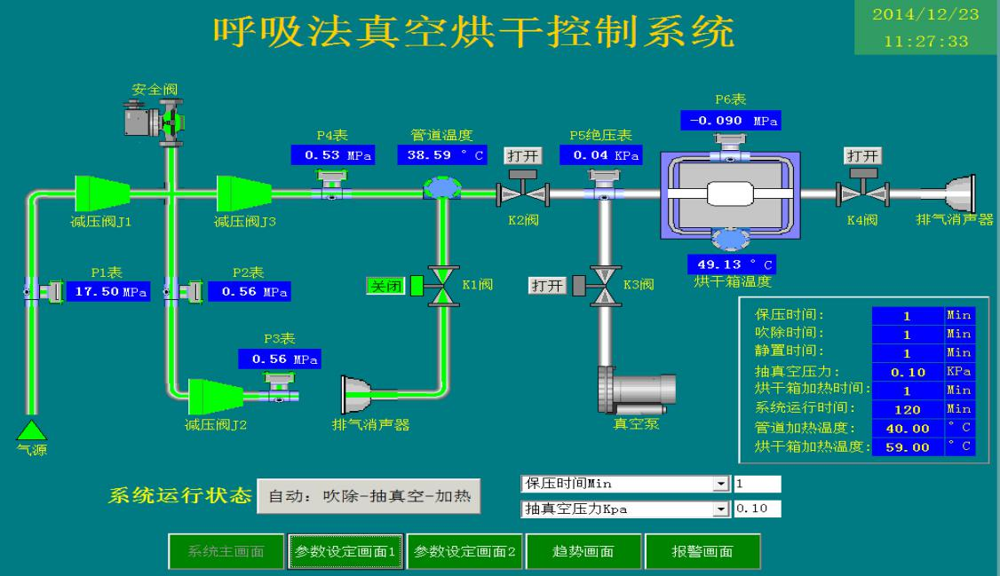 呼吸法真空烘干控制系统
2014/12/23
11:27:33
安全阀
P4表
0.53 MPa
管道温度
38.59 °C
打开
P5绝压表
0.04 KPa
P6表
-0.090 MPa
打开
减压阀J1
减压阀J3
K2阀
K4阀
排气消声器
P1表
17.50 MPa
P2表
0.56 MPa
关闭
K1阀
打开
K3阀
49.13 °C
烘干箱温度
P3表
0.56 MPa
减压阀J2
排气消声器
真空泵
气源
保压时间: 1 Min
吹除时间: 1 Min
静置时间: 1 Min
抽真空压力: 0.10 KPa
烘干箱加热时间: 1 Min
系统运行时间: 120 Min
管道加热温度: 40.00 °C
烘干箱加热温度: 59.00 °C
系统运行状态
自动: 吹除-抽真空-加热
保压时间Min 1
抽真空压力Kpa 0.10
系统主画面
参数设定画面1
参数设定画面2
趋势画面
报警画面